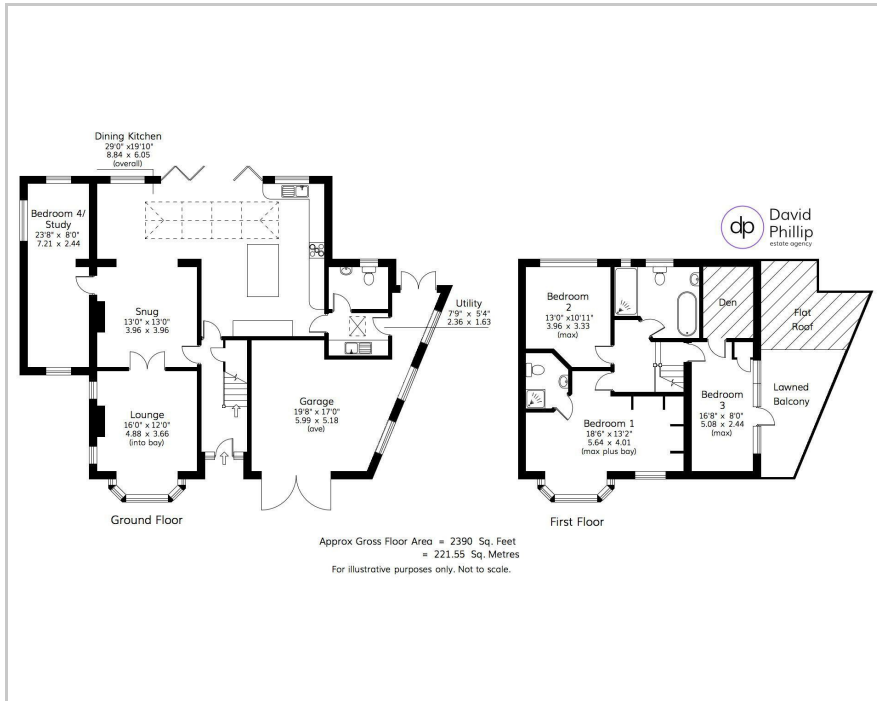 Dining Kitchen
29'0" x19'10"
8.84 x 6.05
(overall)
Bedroom 4/
Study
23'8" x 8'0"
7.21 x 2.44
Snug
13'0" x 13'0"
3.96 x 3.96
Utility
7'9" x 5'4"
2.36 x 1.63
Lounge
16'0" x 12'0"
4.88 x 3.66
(into bay)
Garage
19'8" x 17'0"
5.99 x 5.18
(ave)
Ground Floor
dp
David
Phillip
estate agency
Bedroom
2
13'0" x10'11"
3.96 x 3.33
(max)
Den
Flat
Roof
Bedroom
3
16'8" x 8'0"
5.08 x 2.44
(max)
Lawned
Balcony
Bedroom 1
18'6" x 13'2"
5.64 x 4.01
(max plus bay)
First Floor
Approx Gross Floor Area = 2390 Sq. Feet
= 221.55 Sq. Metres
For illustrative purposes only. Not to scale.